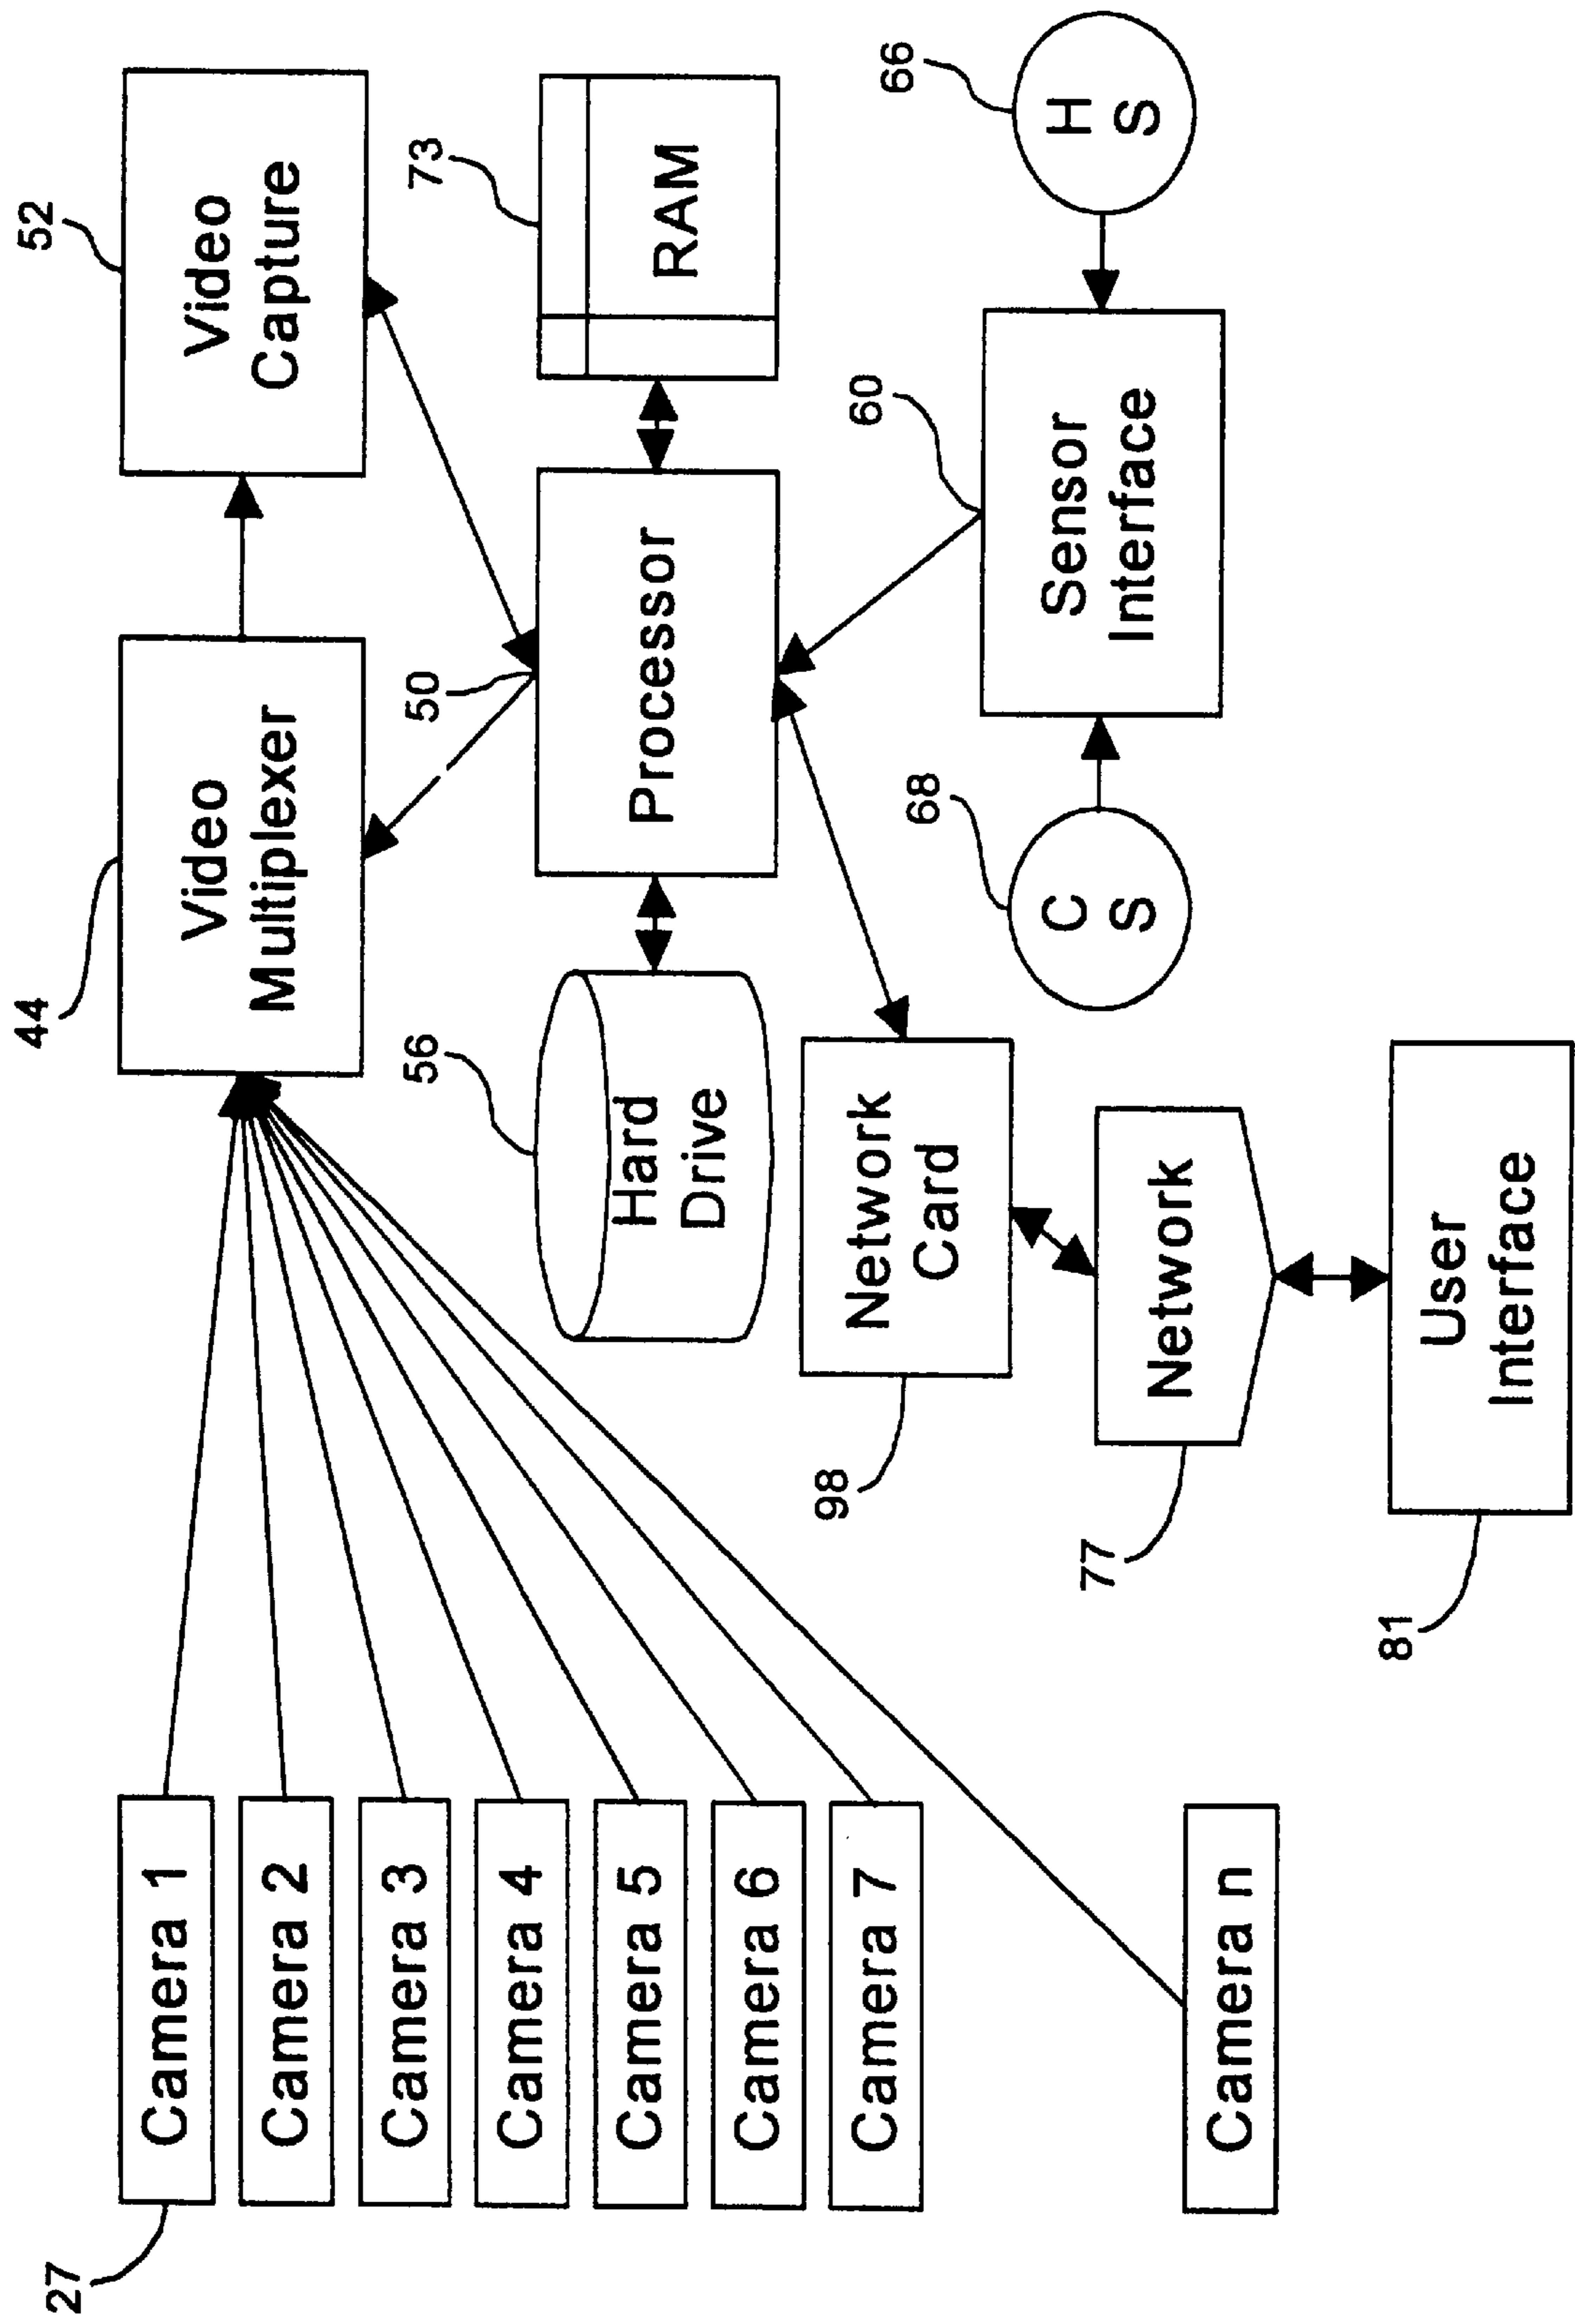 27
44
52
Camera 1
Video
Multiplexer
Video
Capture
Camera 2
Camera 3
Camera 4
Camera 5
Camera 6
Camera 7
Camera n
56
50
73
Hard
Drive
Processor
RAM
98
Network
Card
68
60
66
C
S
Sensor
Interface
H
S
77
Network
81
User
Interface